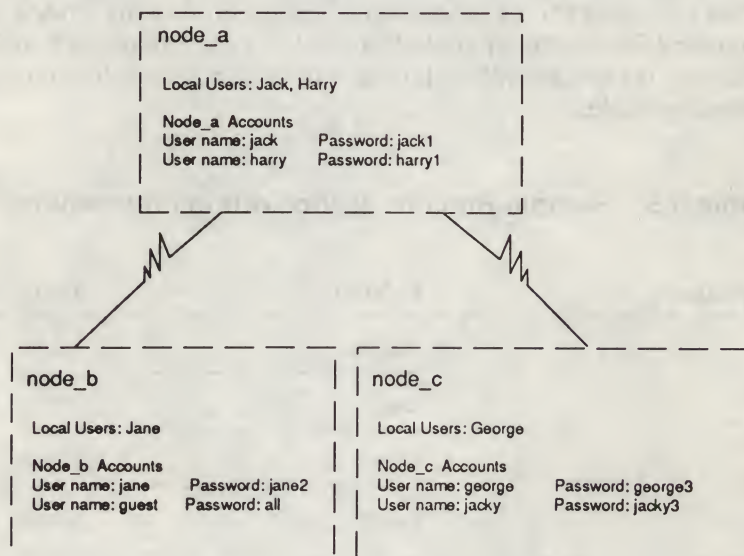 node_a
Local Users: Jack, Harry
Node_a Accounts
User name: jack Password: jack1
User name: harry Password: harry1
node_b
Local Users: Jane
Node_b Accounts
User name: jane Password: jane2
User name: guest Password: all
node_c
Local Users: George
Node_c Accounts
User name: george Password: george3
User name: jacky Password: jacky3